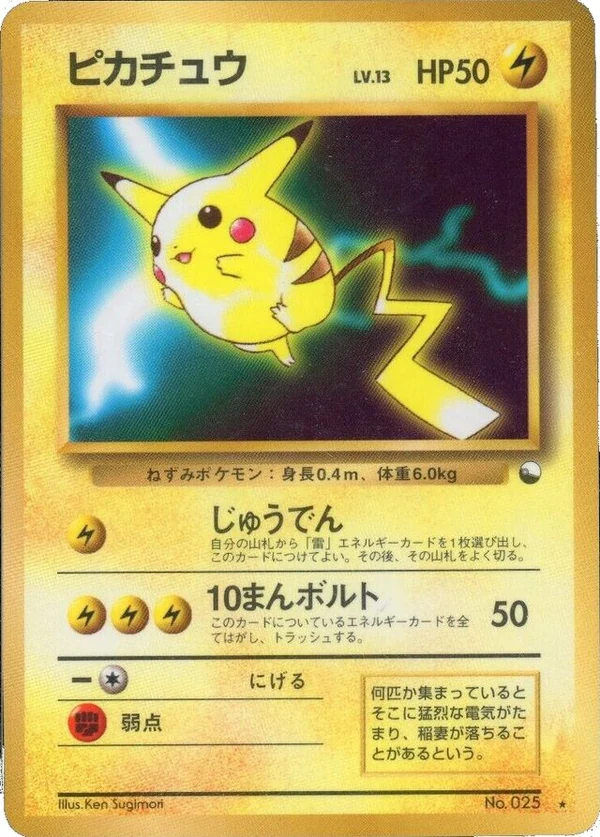 ピカチュウ LV.13 HP50
ねずみポケモン：身長0.4m、体重6.0kg
じゅうでん
自分の山札から「雷」エネルギーカードを1枚選び出し、
このカードにつけてよい。その後、その山札をよく切る。
10まんボルト 50
このカードについているエネルギーカードを全
てはがし、トラッシュする。
ー にげる
弱点
何匹か集まっていると
そこに猛烈な電気がた
まり、稲妻が落ちるこ
とがあるという。
Illus.Ken Sugimori No.025